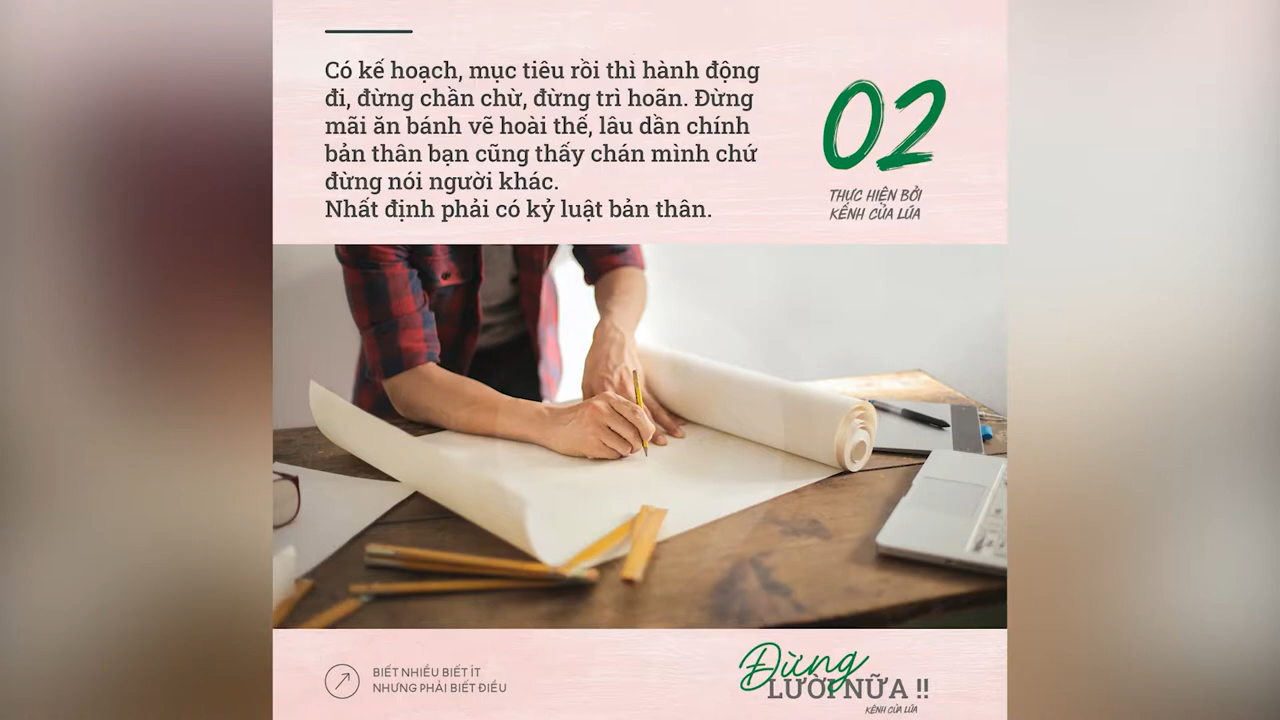 Có kế hoạch, mục tiêu rồi thì hành động
đi, đừng chần chừ, đừng trì hoãn. Đừng
mãi ăn bánh vẽ hoài thế, lâu dần chính
bản thân bạn cũng thấy chán mình chứ
đừng nói người khác.
Nhất định phải có kỷ luật bản thân.
02
THỰC HIỆN BỞI
KÊNH CỦA LÚA
BIẾT NHIỀU BIẾT ÍT
NHƯNG PHẢI BIẾT ĐIỀU
Đừng
LƯỜI NỮA !!
KÊNH CỦA LÚA